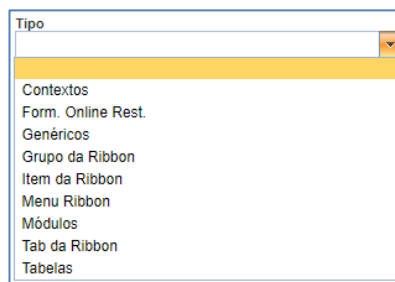 Tipo
Contextos
Form. Online Rest.
Genéricos
Grupo da Ribbon
Item da Ribbon
Menu Ribbon
Módulos
Tab da Ribbon
Tabelas